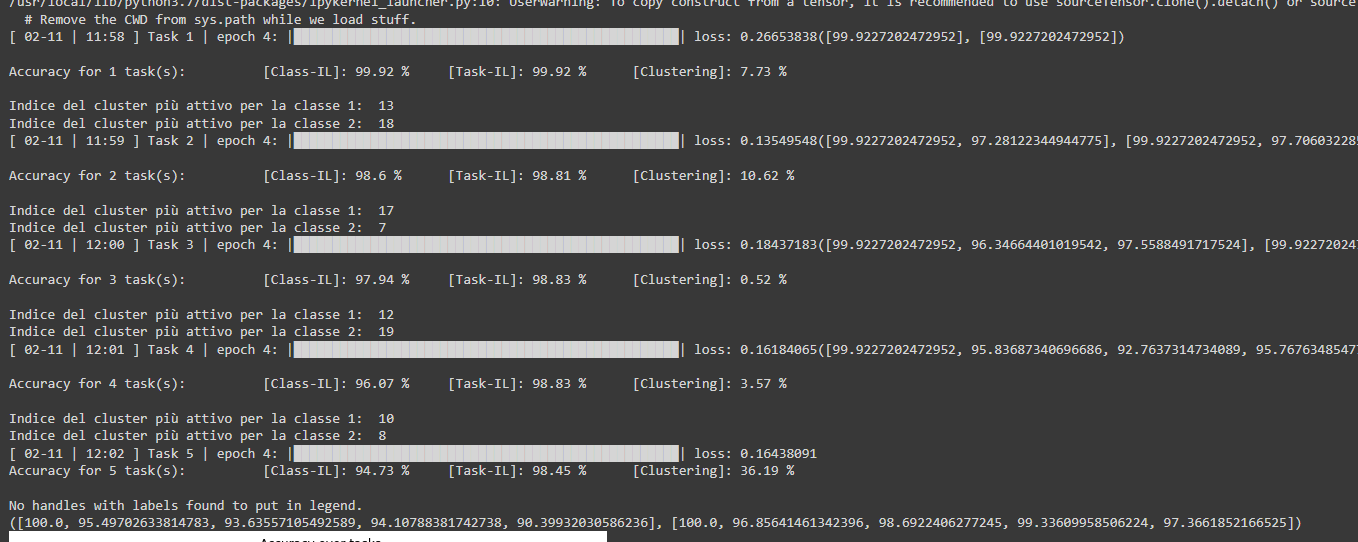 /usr/local/lib/python3.7/dist-packages/ipykernel_launcher.py:10: UserWarning: To copy construct from a tensor, it is recommended to use sourceTensor.clone().detach() or source
# Remove the CWD from sys.path while we load stuff.
[ 02-11 | 11:58 ] Task 1 | epoch 4: |██████████████████████████████████████████████████| loss: 0.26653838([99.9227202472952], [99.9227202472952])
Accuracy for 1 task(s): [Class-IL]: 99.92 % [Task-IL]: 99.92 % [Clustering]: 7.73 %
Indice del cluster più attivo per la classe 1: 13
Indice del cluster più attivo per la classe 2: 18
[ 02-11 | 11:59 ] Task 2 | epoch 4: |██████████████████████████████████████████████████| loss: 0.13549548([99.9227202472952, 97.28122344944775], [99.9227202472952, 97.706032285
Accuracy for 2 task(s): [Class-IL]: 98.6 % [Task-IL]: 98.81 % [Clustering]: 10.62 %
Indice del cluster più attivo per la classe 1: 17
Indice del cluster più attivo per la classe 2: 7
[ 02-11 | 12:00 ] Task 3 | epoch 4: |██████████████████████████████████████████████████| loss: 0.18437183([99.9227202472952, 96.34664401019542, 97.5588491717524], [99.92272024
Accuracy for 3 task(s): [Class-IL]: 97.94 % [Task-IL]: 98.83 % [Clustering]: 0.52 %
Indice del cluster più attivo per la classe 1: 12
Indice del cluster più attivo per la classe 2: 19
[ 02-11 | 12:01 ] Task 4 | epoch 4: |██████████████████████████████████████████████████| loss: 0.16184065([99.9227202472952, 95.83687340696686, 92.7637314734089, 95.7676348547
Accuracy for 4 task(s): [Class-IL]: 96.07 % [Task-IL]: 98.83 % [Clustering]: 3.57 %
Indice del cluster più attivo per la classe 1: 10
Indice del cluster più attivo per la classe 2: 8
[ 02-11 | 12:02 ] Task 5 | epoch 4: |██████████████████████████████████████████████████| loss: 0.16438091
Accuracy for 5 task(s): [Class-IL]: 94.73 % [Task-IL]: 98.45 % [Clustering]: 36.19 %
No handles with labels found to put in legend.
([100.0, 95.49702633814783, 93.63557105492589, 94.10788381742738, 90.39932030586236], [100.0, 96.85641461342396, 98.6922406277245, 99.33609958506224, 97.3661852166525])
Accuracy over tasks